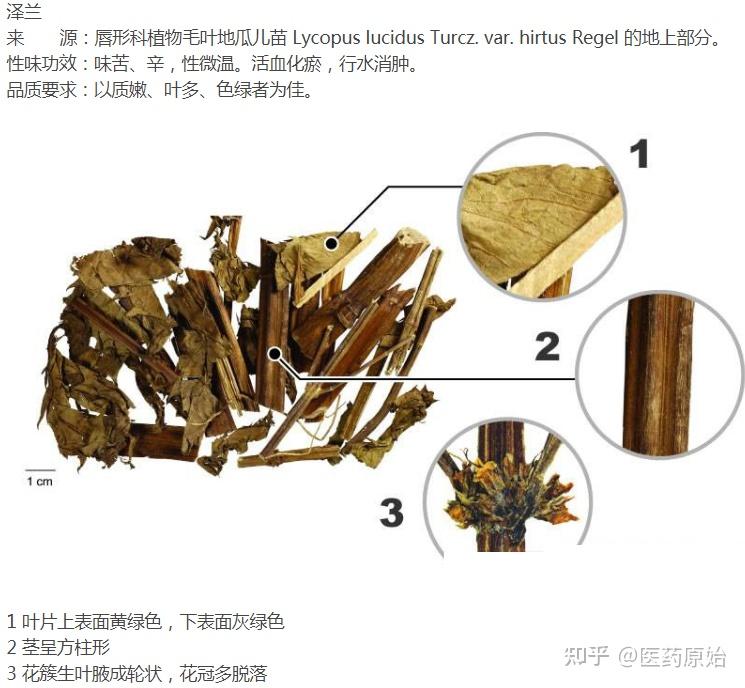 泽兰
来　　源：唇形科植物毛叶地瓜儿苗 Lycopus lucidus Turcz. var. hirtus Regel 的地上部分。
性味功效：味苦、辛，性微温。活血化瘀，行水消肿。
品质要求：以质嫩、叶多、色绿者为佳。
1
2
1 cm
3
1 叶片上表面黄绿色，下表面灰绿色
2 茎呈方柱形
3 花簇生叶腋成轮状，花冠多脱落
知乎 @医药原始